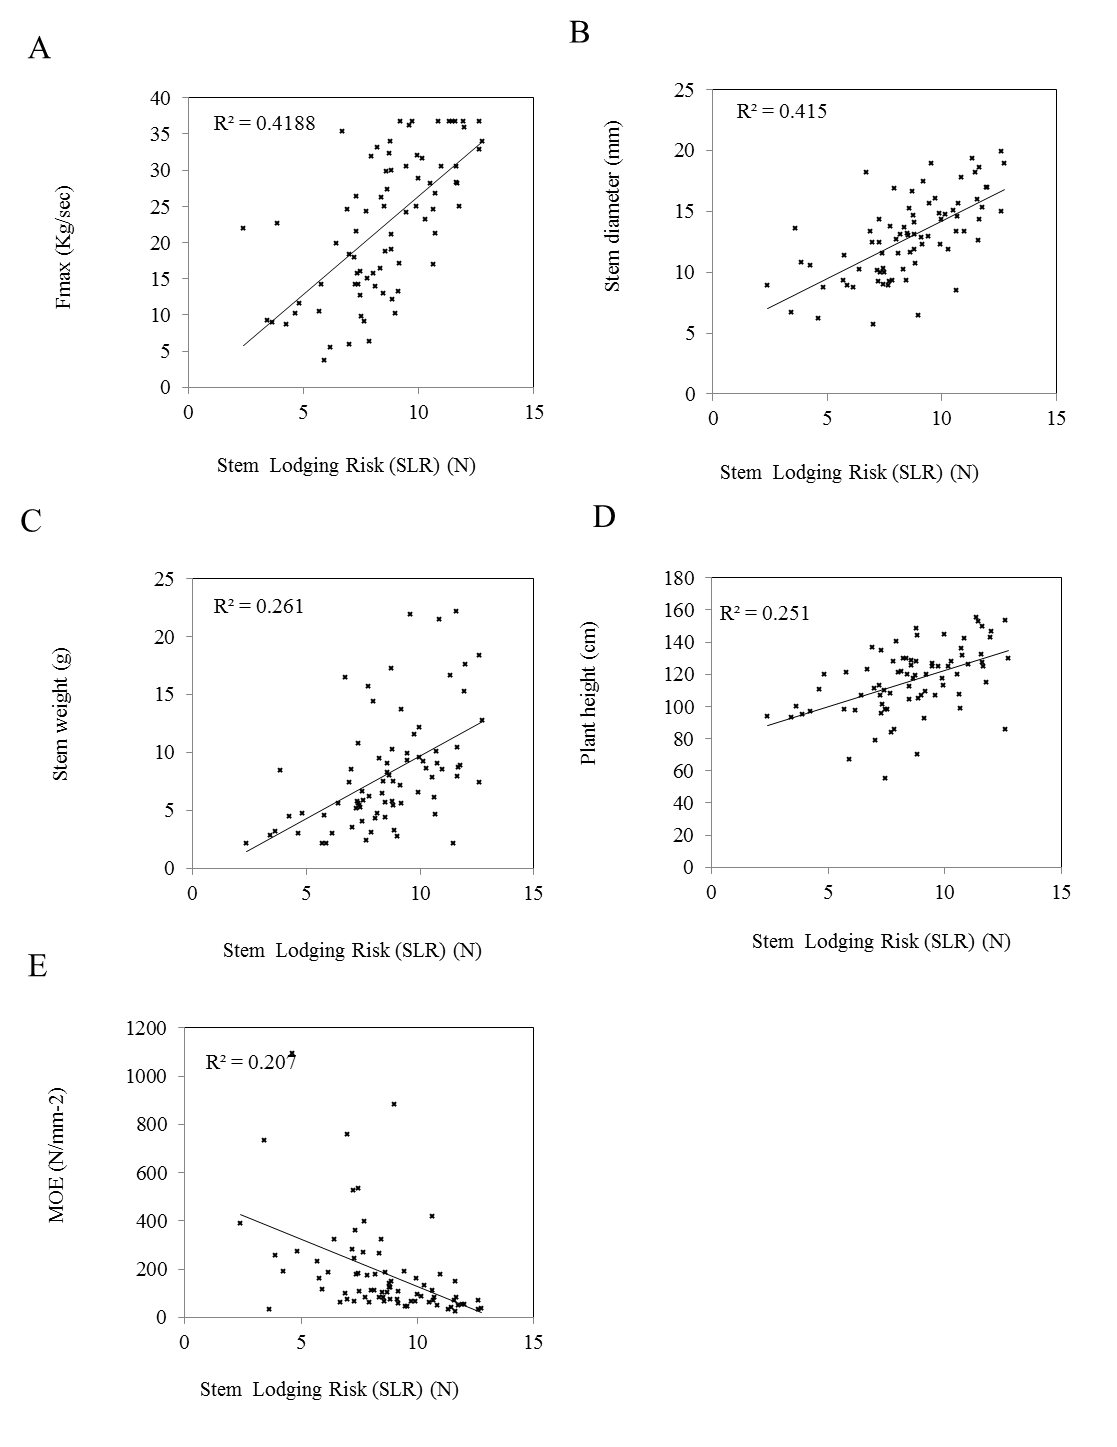 A
R² = 0.4188
Fmax (Kg/sec)
40
35
30
25
20
15
10
5
0
0 5 10 15
Stem Lodging Risk (SLR) (N)
B
R² = 0.415
Stem diameter (mm)
25
20
15
10
5
0
0 5 10 15
Stem Lodging Risk (SLR) (N)
C
R² = 0.261
Stem weight (g)
25
20
15
10
5
0
0 5 10 15
Stem Lodging Risk (SLR) (N)
D
R² = 0.251
Plant height (cm)
180
160
140
120
100
80
60
40
20
0
0 5 10 15
Stem Lodging Risk (SLR) (N)
E
R² = 0.207
MOE (N/mm-2)
1200
1000
800
600
400
200
0
0 5 10 15
Stem Lodging Risk (SLR) (N)